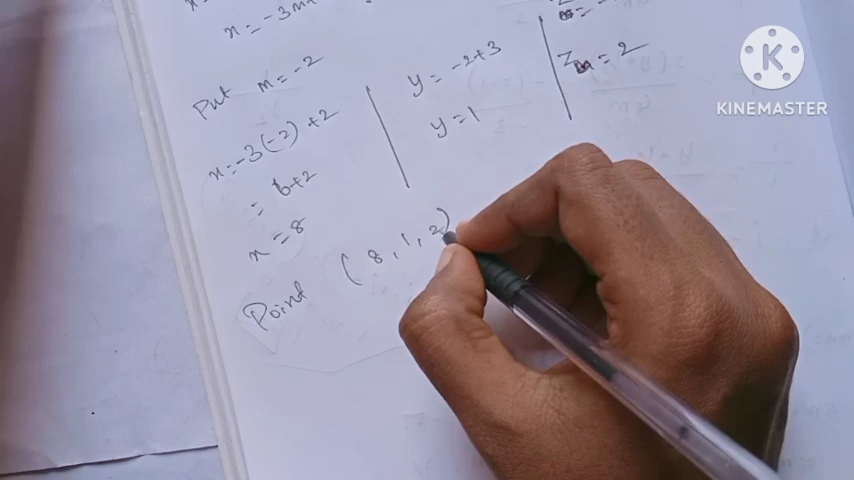 x = -3m
Put m = -2
x = -3(-2) + 2
= 6+2
x = 8
y = -2+3
y = 1
z = 2
Point (8, 1, 2)
KINEMASTER